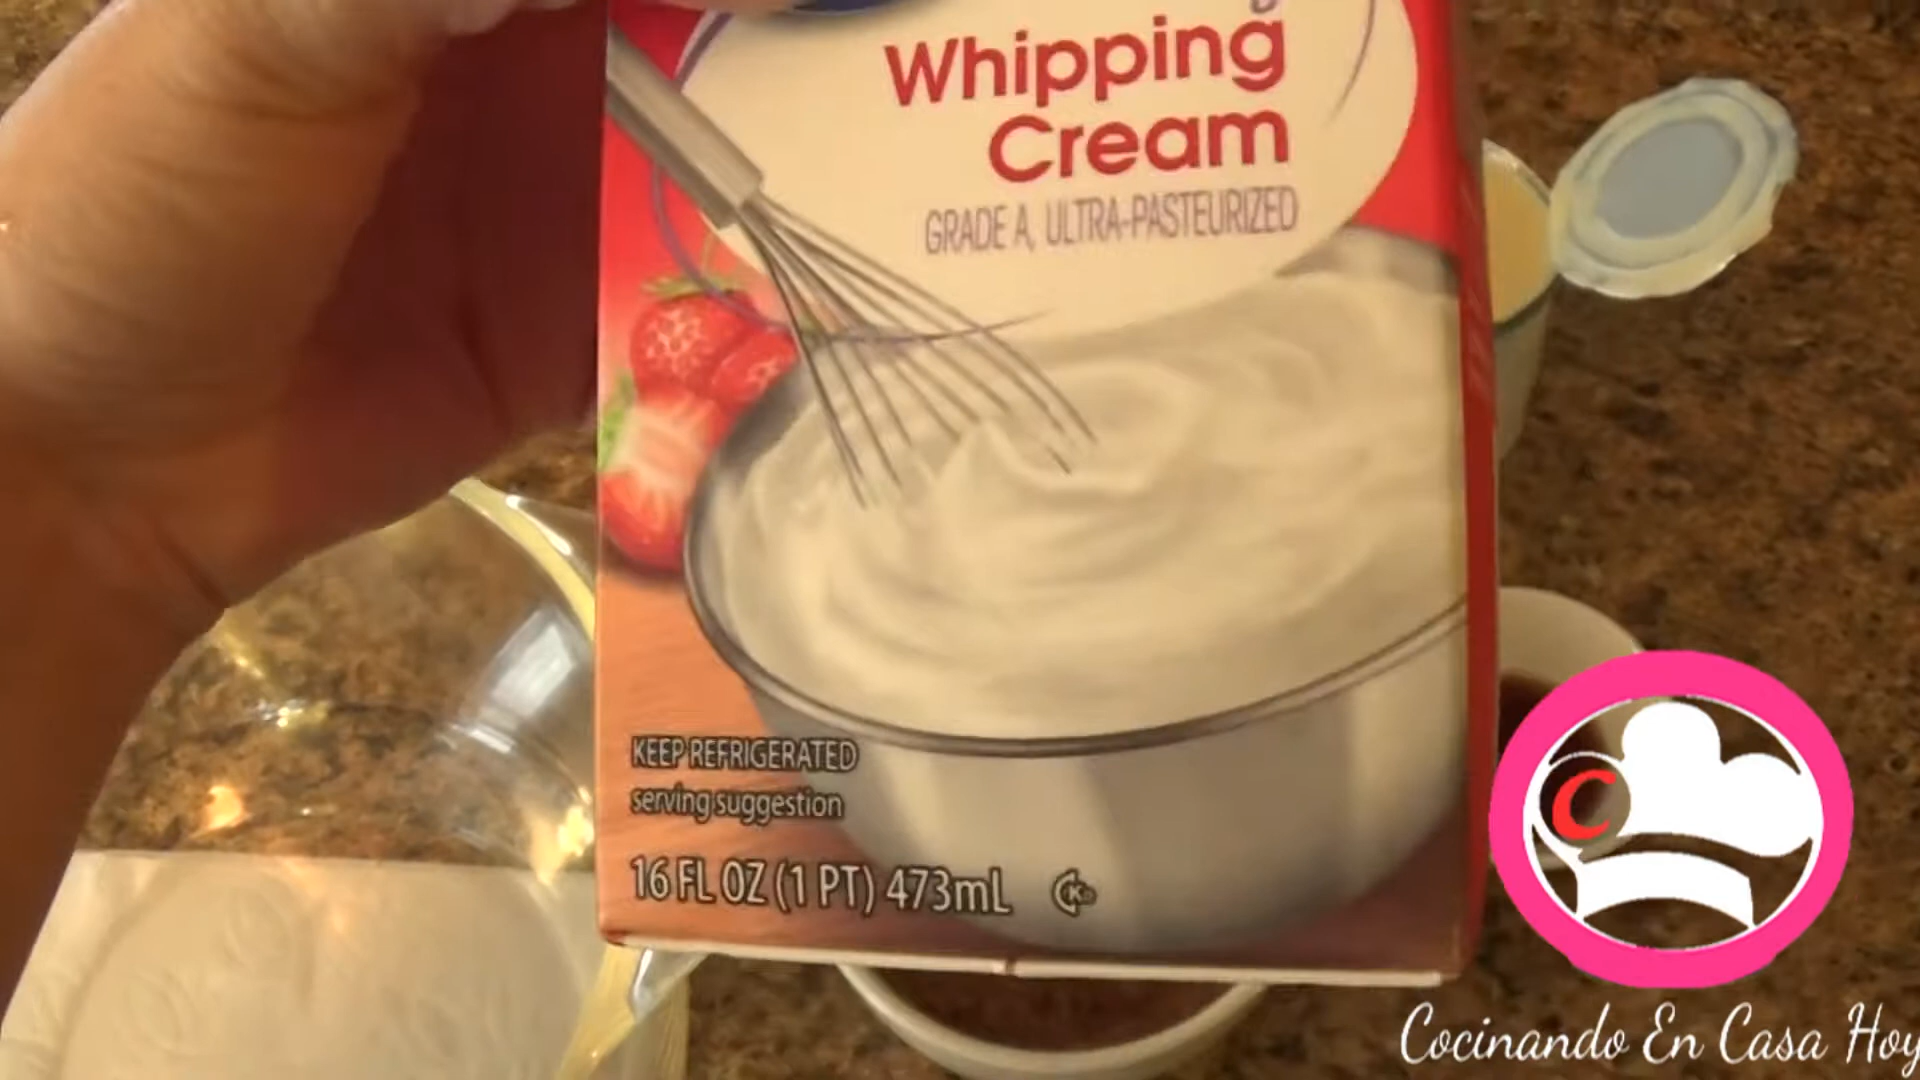 Whipping
Cream
GRADE A, ULTRA-PASTEURIZED
KEEP REFRIGERATED
serving suggestion
16 FL OZ (1 PT) 473mL
K
C
Cocinando En Casa Hoy